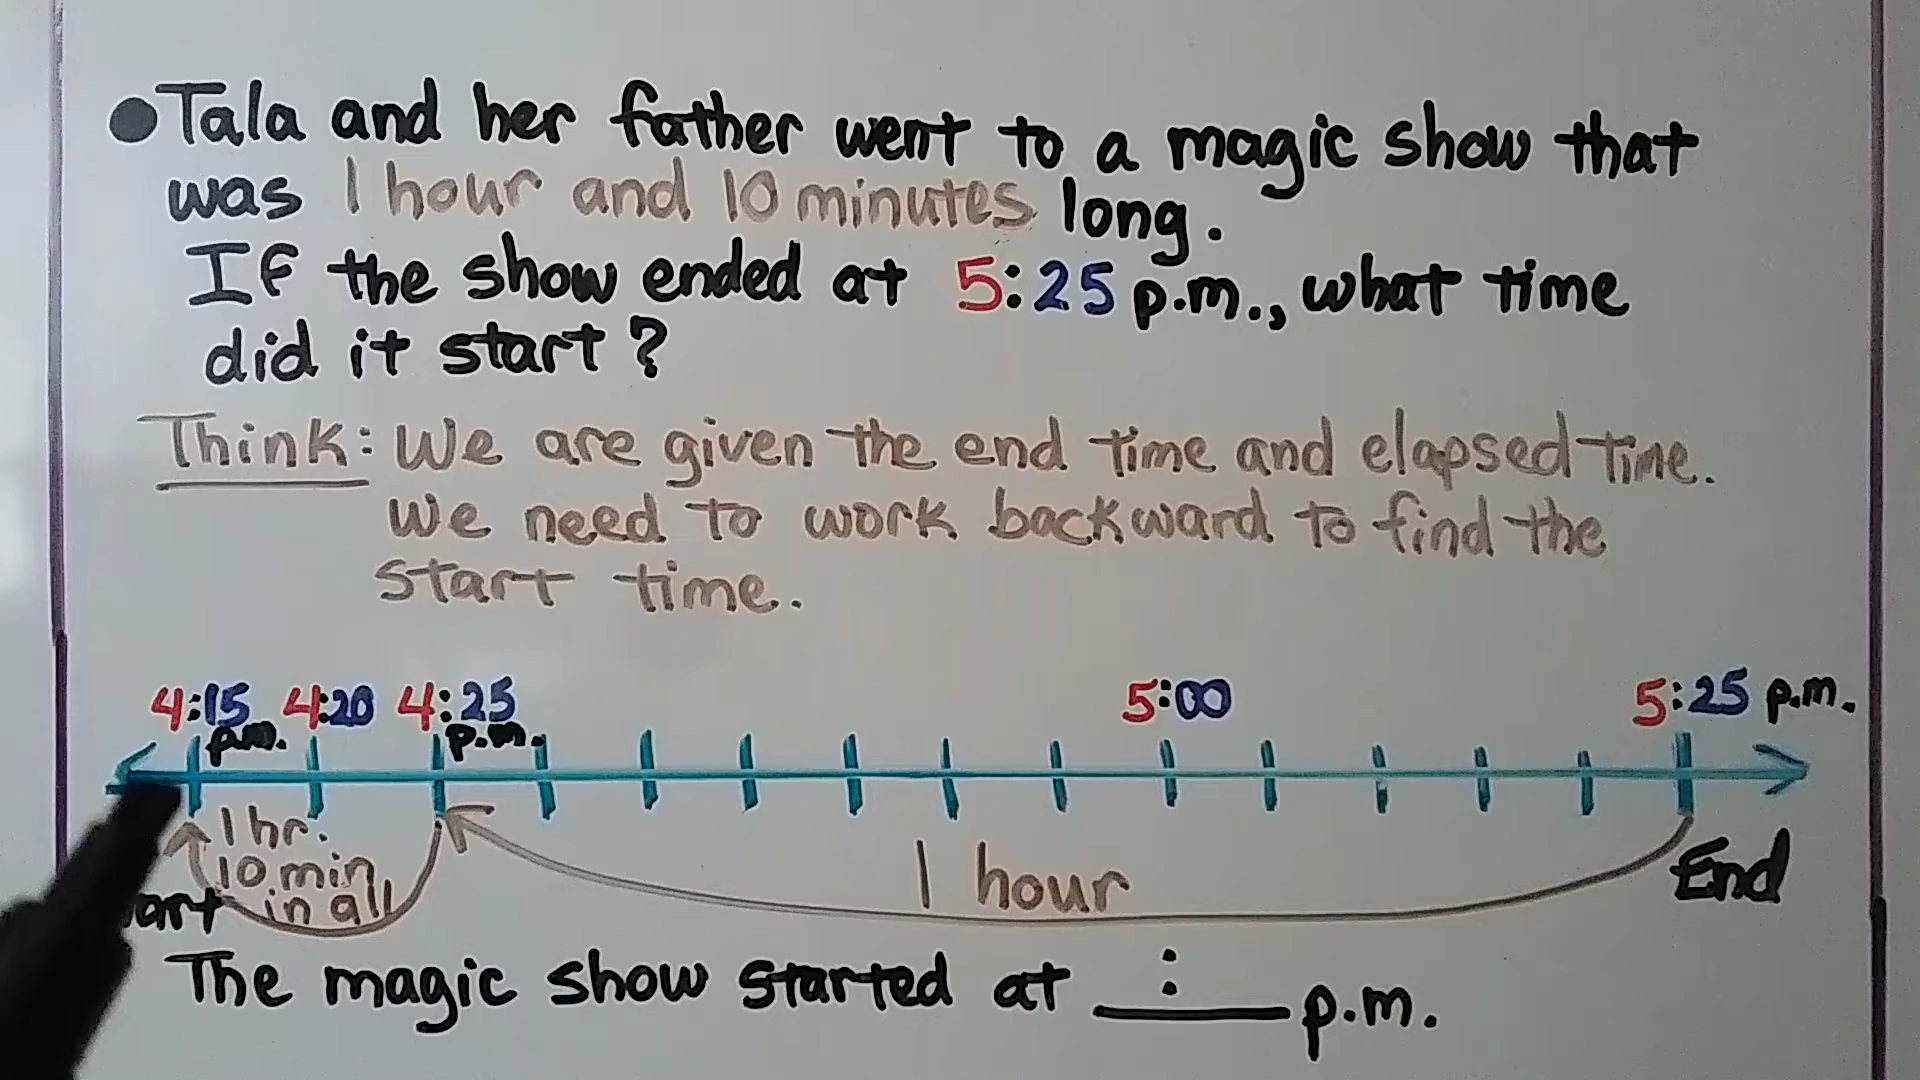 Tala and her father went to a magic show that
was 1 hour and 10 minutes long.
If the show ended at 5:25 p.m., what time
did it start?
Think: We are given the end time and elapsed time.
We need to work backward to find the
start time.
4:15 p.m. 4:20 4:25 p.m. 5:00 5:25 p.m.
1 hr.
10 min
in all
1 hour
End
The magic show started at __:__ p.m.